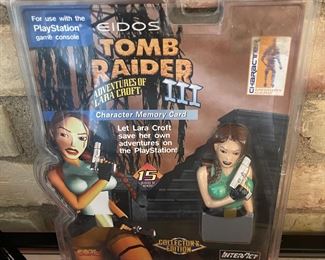 For use with the
PlayStation
game console
EIDOS
TOMB
RAIDER
III
ADVENTURES OF
LARA CROFT
Character Memory Card
Let Lara Croft
save her own
adventures on
the PlayStation!
15
CHARACTER
COLLECTOR'S
EDITION
INTERACT